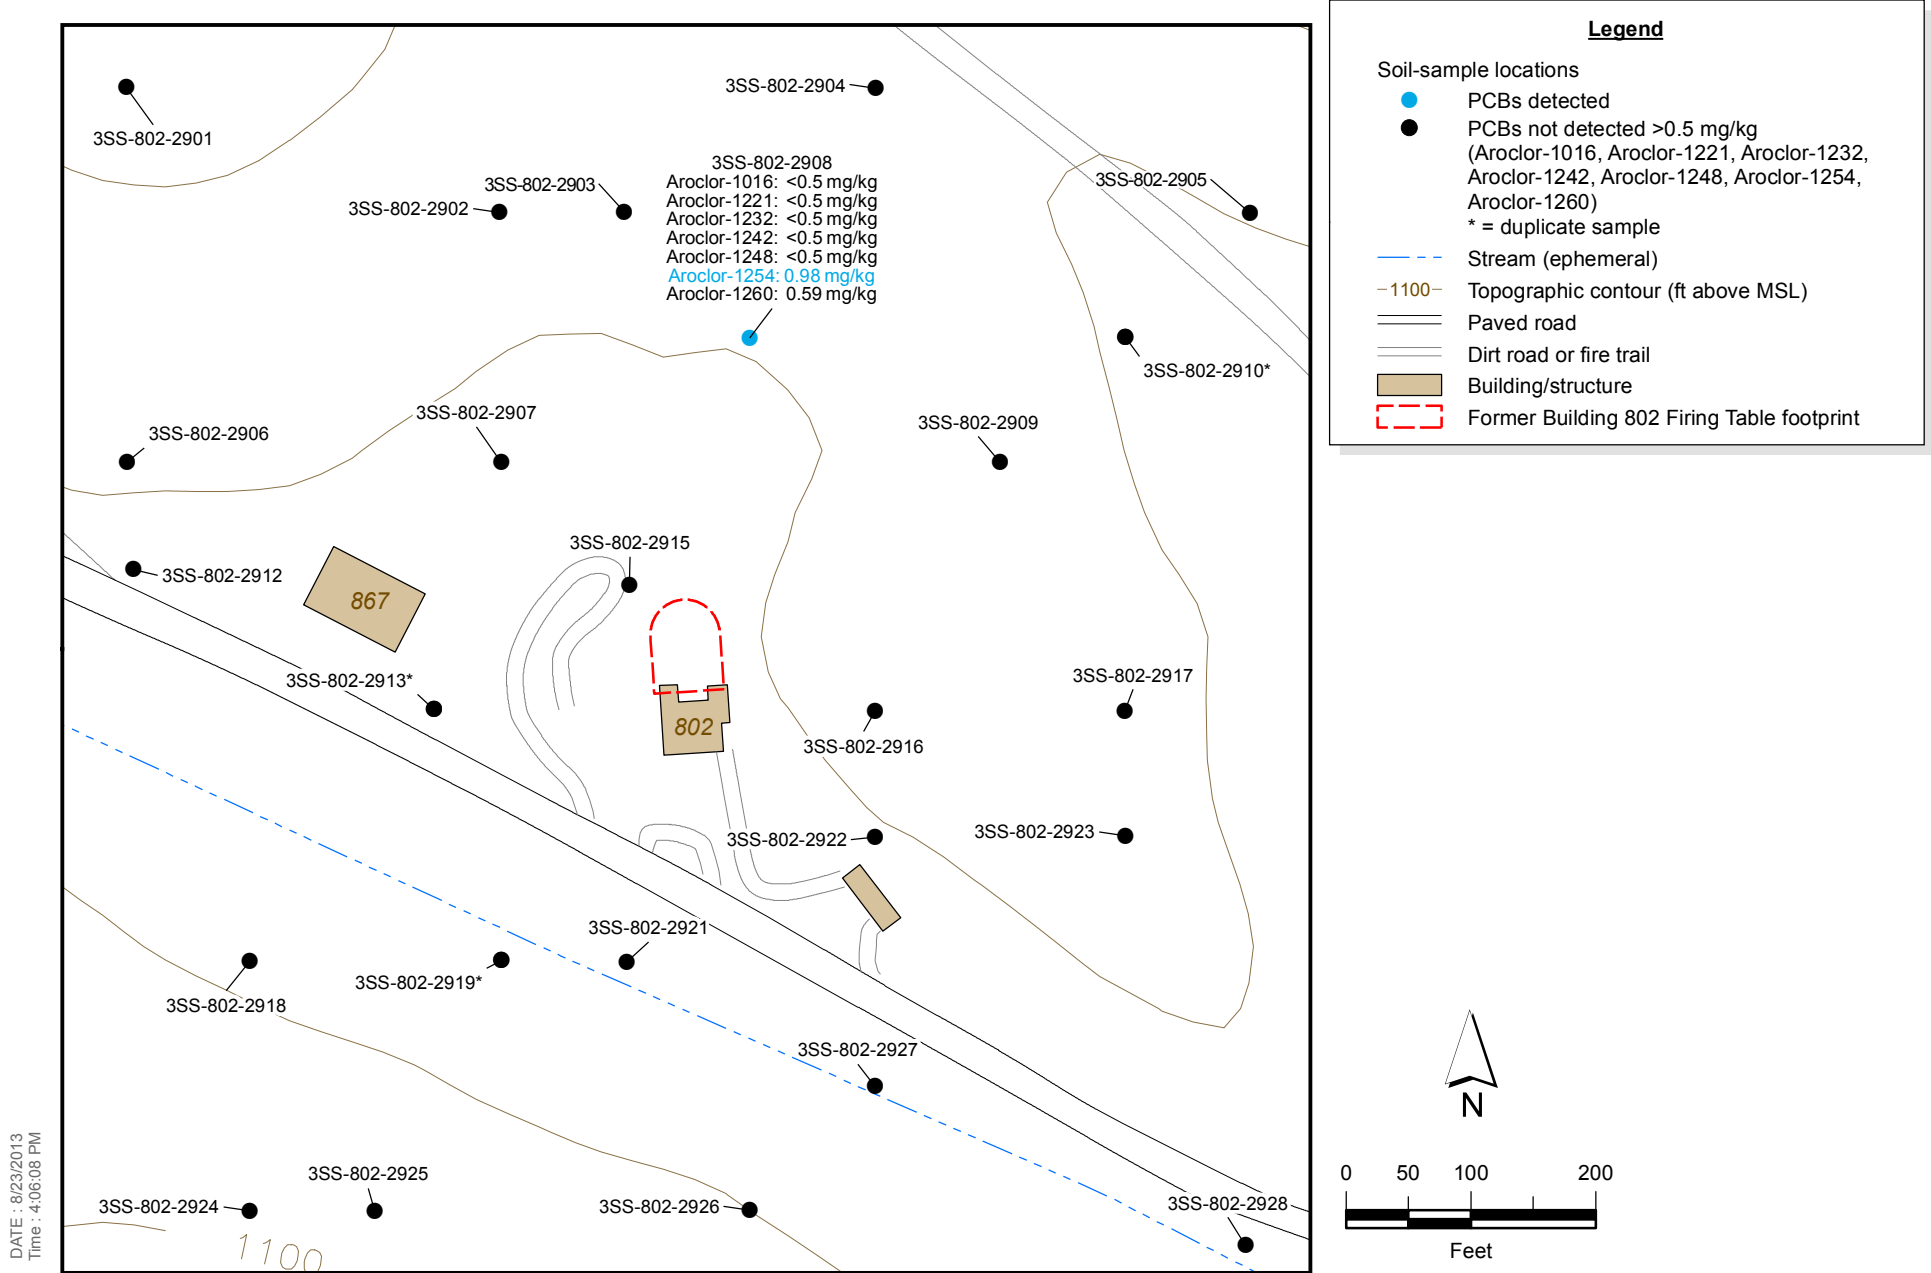 3SS-802-2904
3SS-802-2901
3SS-802-2908
Aroclor-1016: <0.5 mg/kg
Aroclor-1221: <0.5 mg/kg
Aroclor-1232: <0.5 mg/kg
Aroclor-1242: <0.5 mg/kg
Aroclor-1248: <0.5 mg/kg
Aroclor-1254: 0.98 mg/kg
Aroclor-1260: 0.59 mg/kg
3SS-802-2903
3SS-802-2902
3SS-802-2905
3SS-802-2910*
3SS-802-2907
3SS-802-2906
3SS-802-2909
3SS-802-2915
3SS-802-2912
867
3SS-802-2913*
802
3SS-802-2917
3SS-802-2916
3SS-802-2922
3SS-802-2923
3SS-802-2921
3SS-802-2919*
3SS-802-2918
3SS-802-2927
3SS-802-2925
3SS-802-2924
3SS-802-2926
3SS-802-2928
1100
Legend
Soil-sample locations
PCBs detected
PCBs not detected >0.5 mg/kg
(Aroclor-1016, Aroclor-1221, Aroclor-1232,
Aroclor-1242, Aroclor-1248, Aroclor-1254,
Aroclor-1260)
* = duplicate sample
Stream (ephemeral)
1100 Topographic contour (ft above MSL)
Paved road
Dirt road or fire trail
Building/structure
Former Building 802 Firing Table footprint
N
0 50 100 200
Feet
DATE : 8/23/2013
Time : 4:06:08 PM